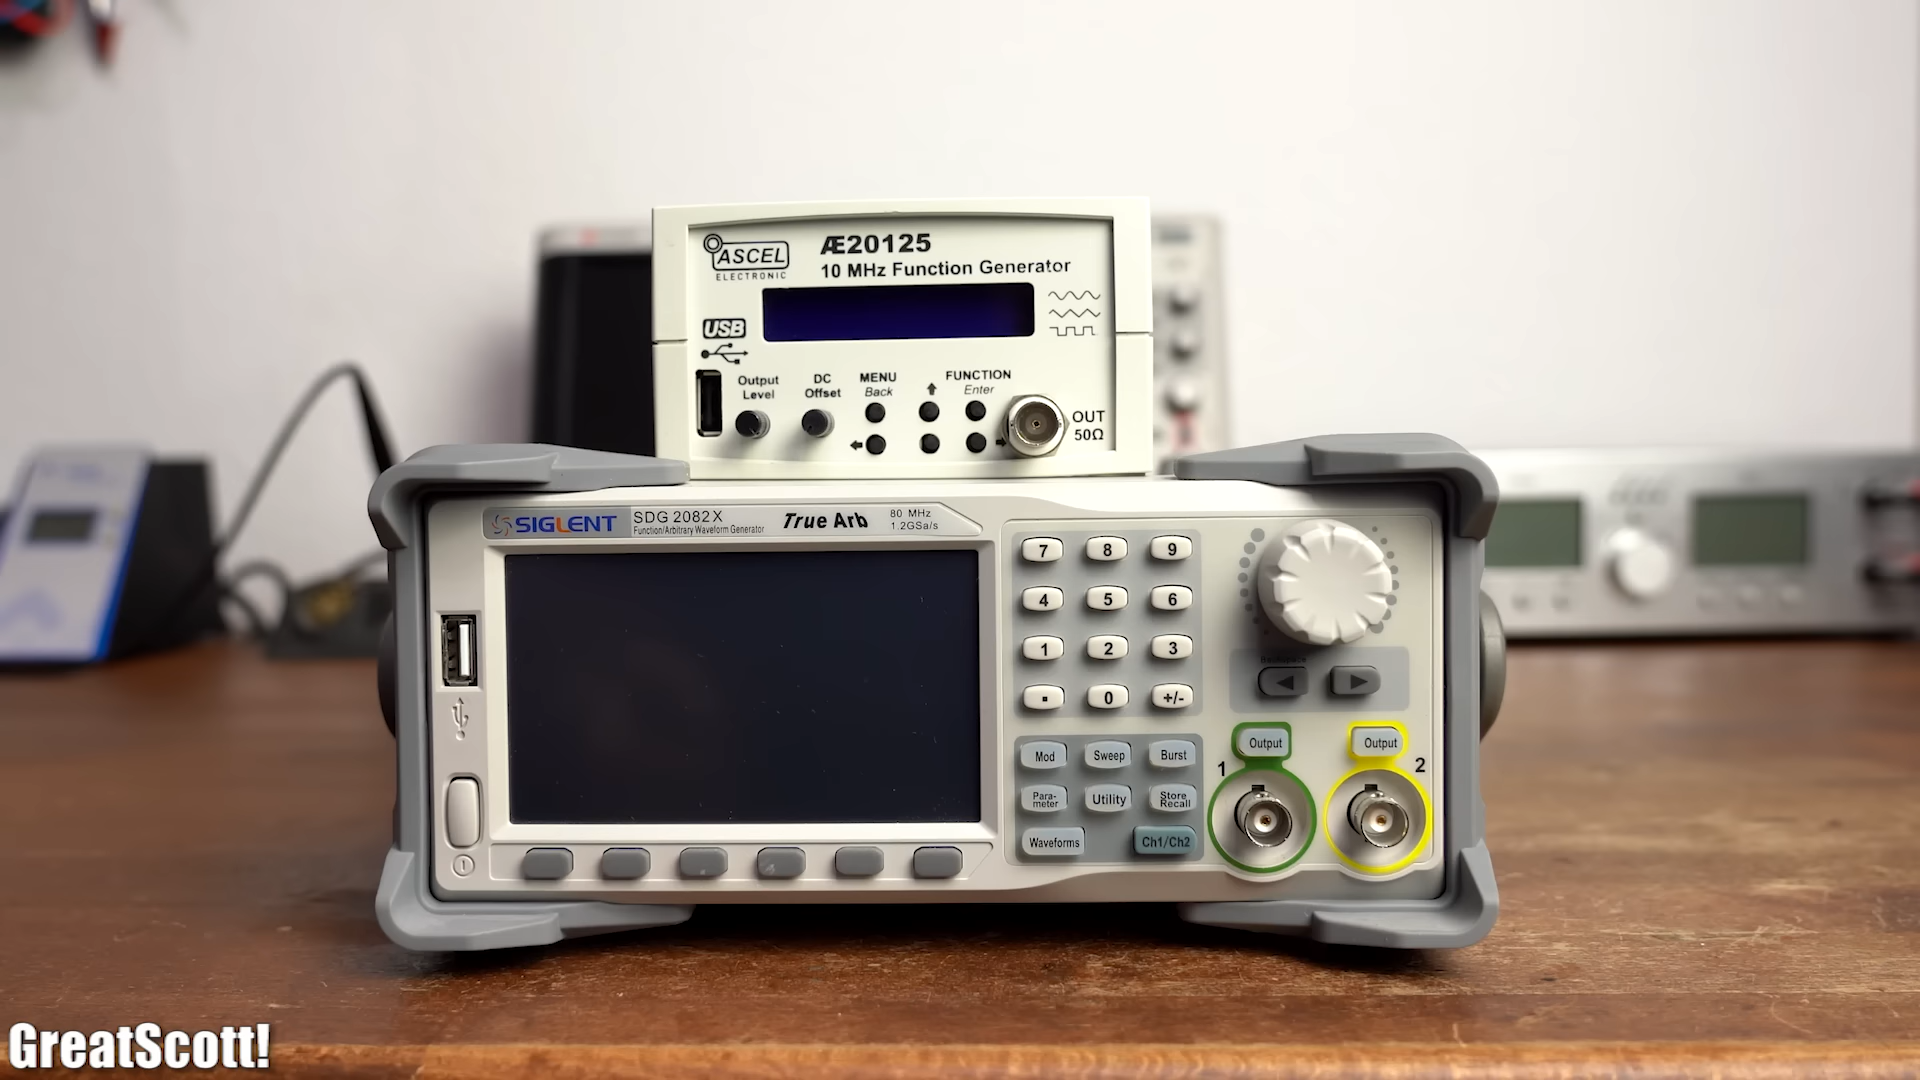 ASCEL
ELECTRONIC
Æ20125
10 MHz Function Generator
USB
Output
Level
DC
Offset
MENU
Back
FUNCTION
Enter
OUT
50Ω
SIGLENT
SDG 2082X
Function/Arbitrary Waveform Generator
True Arb
80 MHz
1.2GSa/s
7 8 9
4 5 6
1 2 3
. 0 +/-
Backspace
Mod Sweep Burst
Para-
meter
Utility
Store
Recall
Waveforms
Ch1/Ch2
Output
1
Output
2
GreatScott!